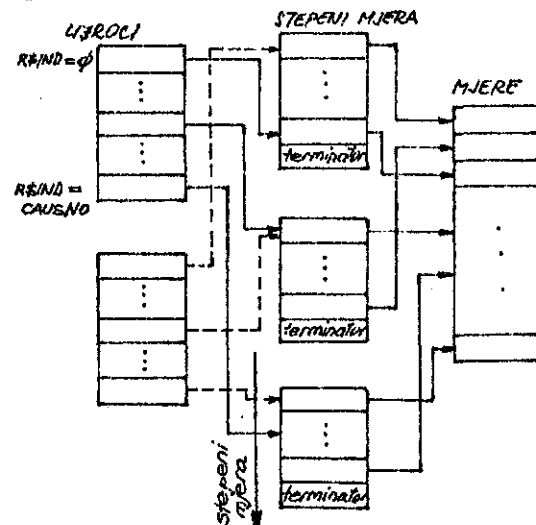 UZROCI
STEPENI MJERA
MJERE
R$IND=φ
R$IND=
CAUSNO
terminator
terminator
terminator
stepeni
mjera